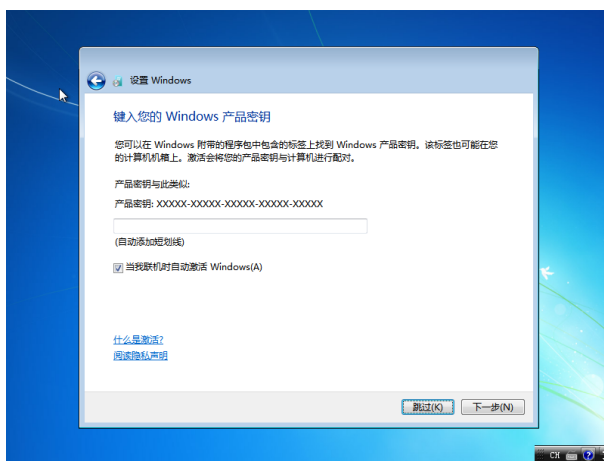 设置 Windows
键入您的 Windows 产品密钥
您可以在 Windows 附带的程序包中包含的标签上找到 Windows 产品密钥。该标签也可能在您
的计算机机箱上。激活会将您的产品密钥与计算机进行配对。
产品密钥与此类似:
产品密钥: XXXXX-XXXXX-XXXXX-XXXXX-XXXXX
(自动添加短划线)
当我联机时自动激活 Windows(A)
什么是激活?
阅读隐私声明
跳过(K) 下一步(N)
CH